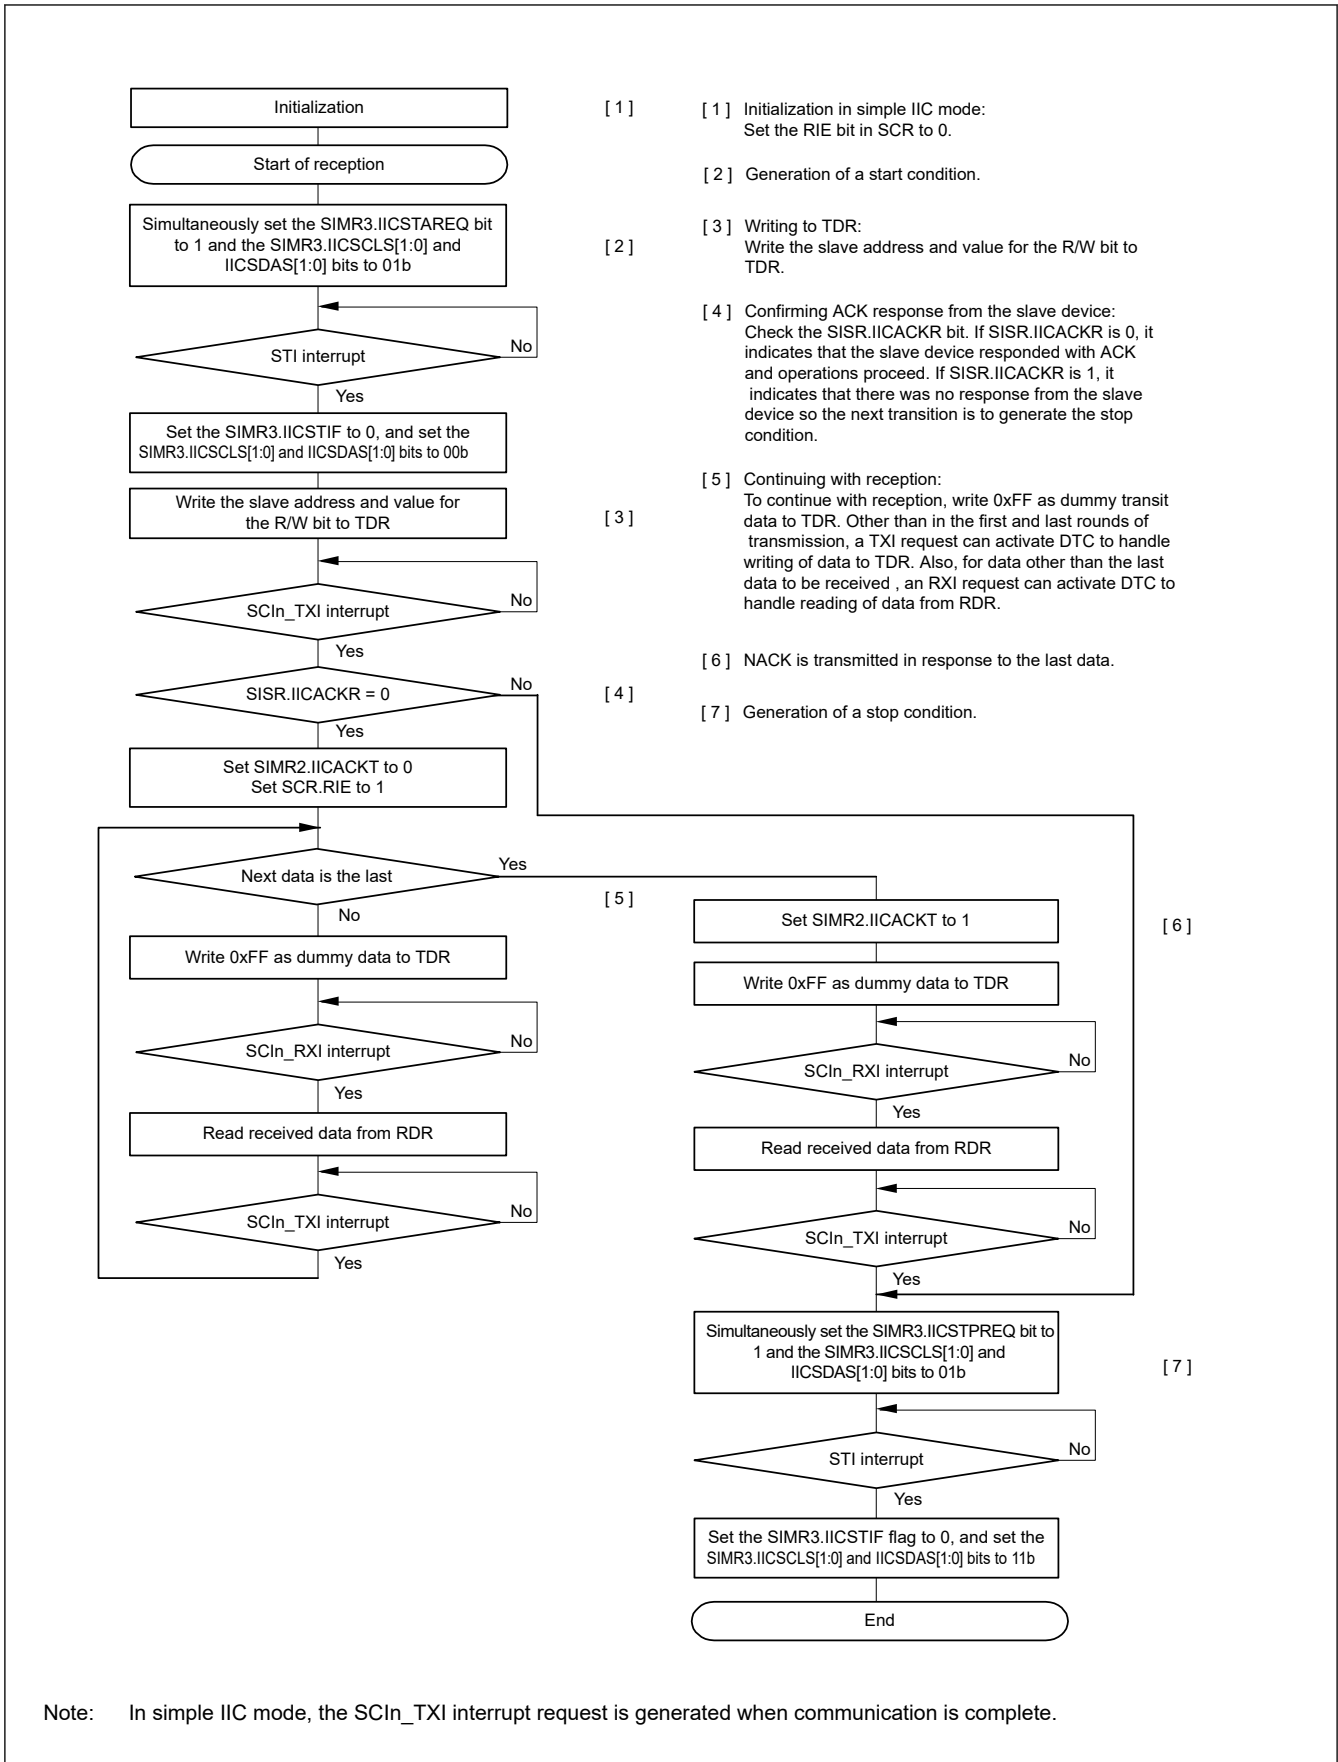 Initialization
[ 1 ]
Start of reception
Simultaneously set the SIMR3.IICSTAREQ bit
to 1 and the SIMR3.IICSCLS[1:0] and
IICSDAS[1:0] bits to 01b
[ 2 ]
STI interrupt
No
Yes
Set the SIMR3.IICSTIF to 0, and set the
SIMR3.IICSCLS[1:0] and IICSDAS[1:0] bits to 00b
Write the slave address and value for
the R/W bit to TDR
[ 3 ]
SCIn_TXI interrupt
No
Yes
SISR.IICACKR = 0
No
[ 4 ]
Yes
Set SIMR2.IICACKT to 0
Set SCR.RIE to 1
Next data is the last
Yes
[ 5 ]
No
Write 0xFF as dummy data to TDR
SCIn_RXI interrupt
No
Yes
Read received data from RDR
SCIn_TXI interrupt
No
Yes
[ 1 ] Initialization in simple IIC mode:
Set the RIE bit in SCR to 0.
[ 2 ] Generation of a start condition.
[ 3 ] Writing to TDR:
Write the slave address and value for the R/W bit to
TDR.
[ 4 ] Confirming ACK response from the slave device:
Check the SISR.IICACKR bit. If SISR.IICACKR is 0, it
indicates that the slave device responded with ACK
and operations proceed. If SISR.IICACKR is 1, it
indicates that there was no response from the slave
device so the next transition is to generate the stop
condition.
[ 5 ] Continuing with reception:
To continue with reception, write 0xFF as dummy transit
data to TDR. Other than in the first and last rounds of
transmission, a TXI request can activate DTC to handle
writing of data to TDR. Also, for data other than the last
data to be received , an RXI request can activate DTC to
handle reading of data from RDR.
[ 6 ] NACK is transmitted in response to the last data.
[ 7 ] Generation of a stop condition.
Set SIMR2.IICACKT to 1
[ 6 ]
Write 0xFF as dummy data to TDR
SCIn_RXI interrupt
No
Yes
Read received data from RDR
SCIn_TXI interrupt
No
Yes
Simultaneously set the SIMR3.IICSTPREQ bit to
1 and the SIMR3.IICSCLS[1:0] and
IICSDAS[1:0] bits to 01b
[ 7 ]
STI interrupt
No
Yes
Set the SIMR3.IICSTIF flag to 0, and set the
SIMR3.IICSCLS[1:0] and IICSDAS[1:0] bits to 11b
End
Note: In simple IIC mode, the SCIn_TXI interrupt request is generated when communication is complete.